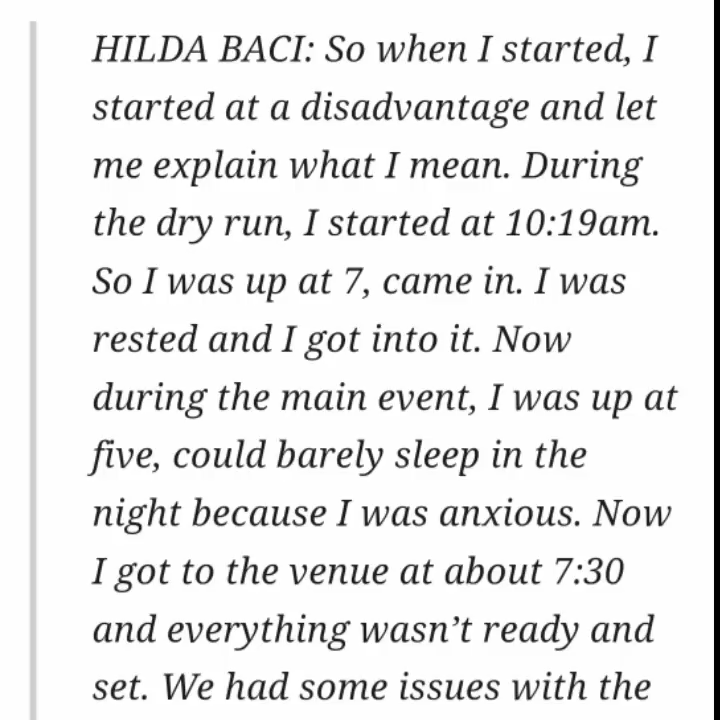 HILDA BACI: So when I started, I
started at a disadvantage and let
me explain what I mean. During
the dry run, I started at 10:19am.
So I was up at 7, came in. I was
rested and I got into it. Now
during the main event, I was up at
five, could barely sleep in the
night because I was anxious. Now
I got to the venue at about 7:30
and everything wasn’t ready and
set. We had some issues with the